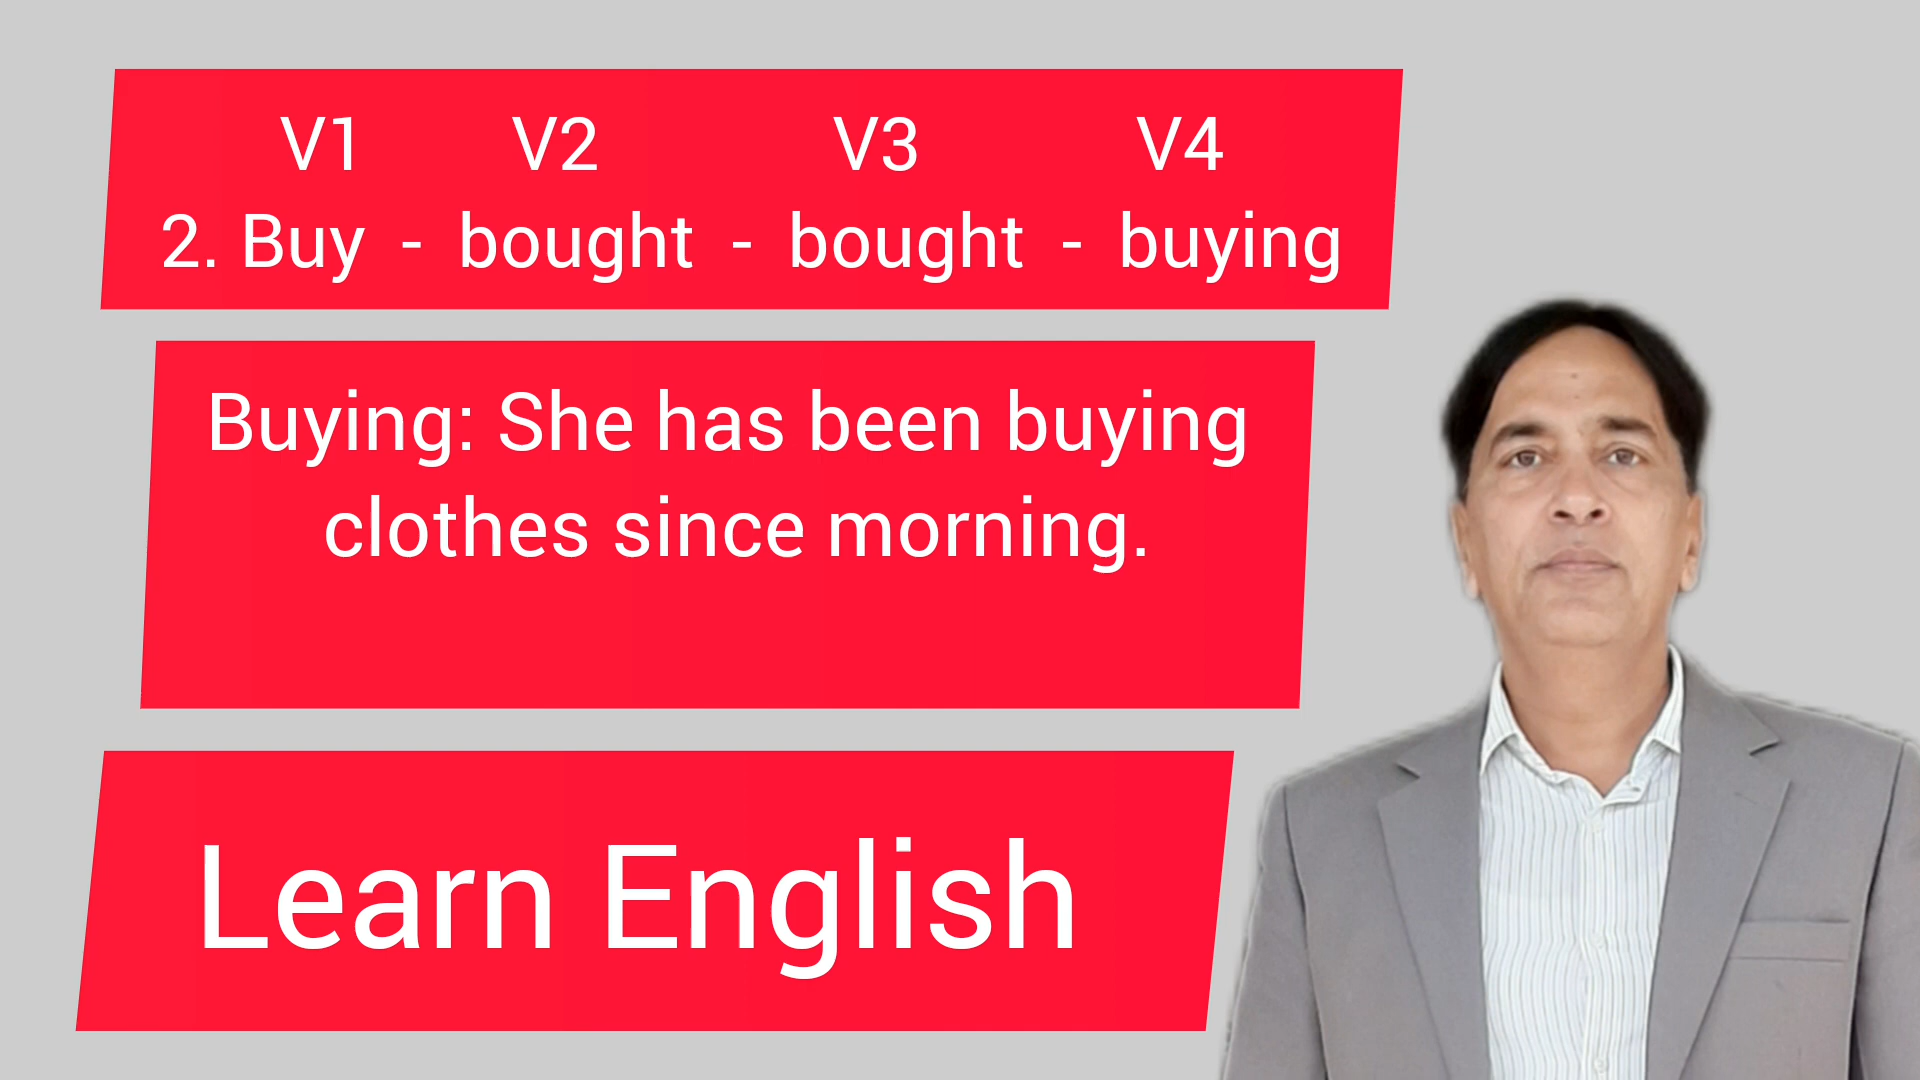 V1 V2 V3 V4
2. Buy - bought - bought - buying
Buying: She has been buying
clothes since morning.
Learn English